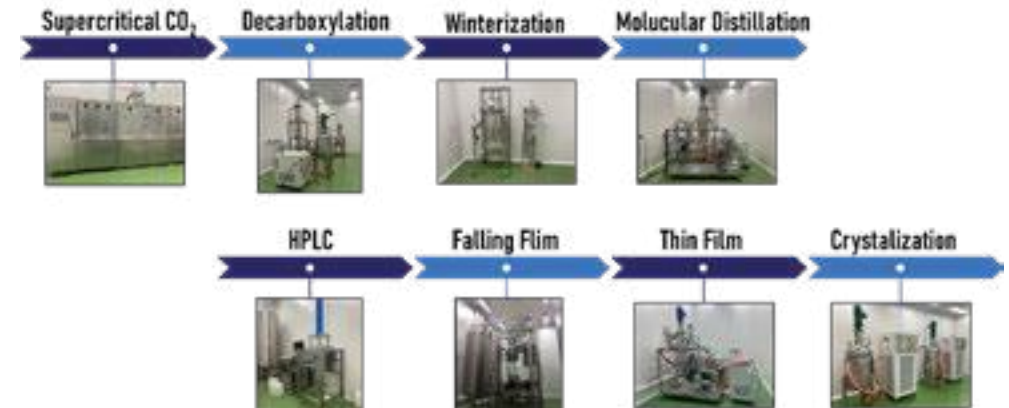 Supercritical CO2
Decarboxylation
Winterization
Molucular Distillation
HPLC
Falling Flim
Thin Film
Crystalization